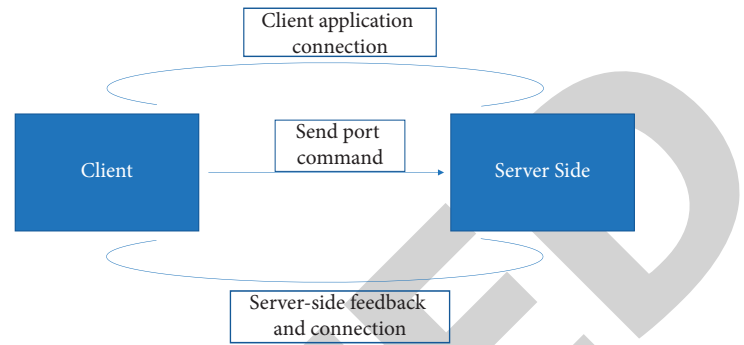 Client application
connection
Send port
command
Client
Server Side
Server-side feedback
and connection